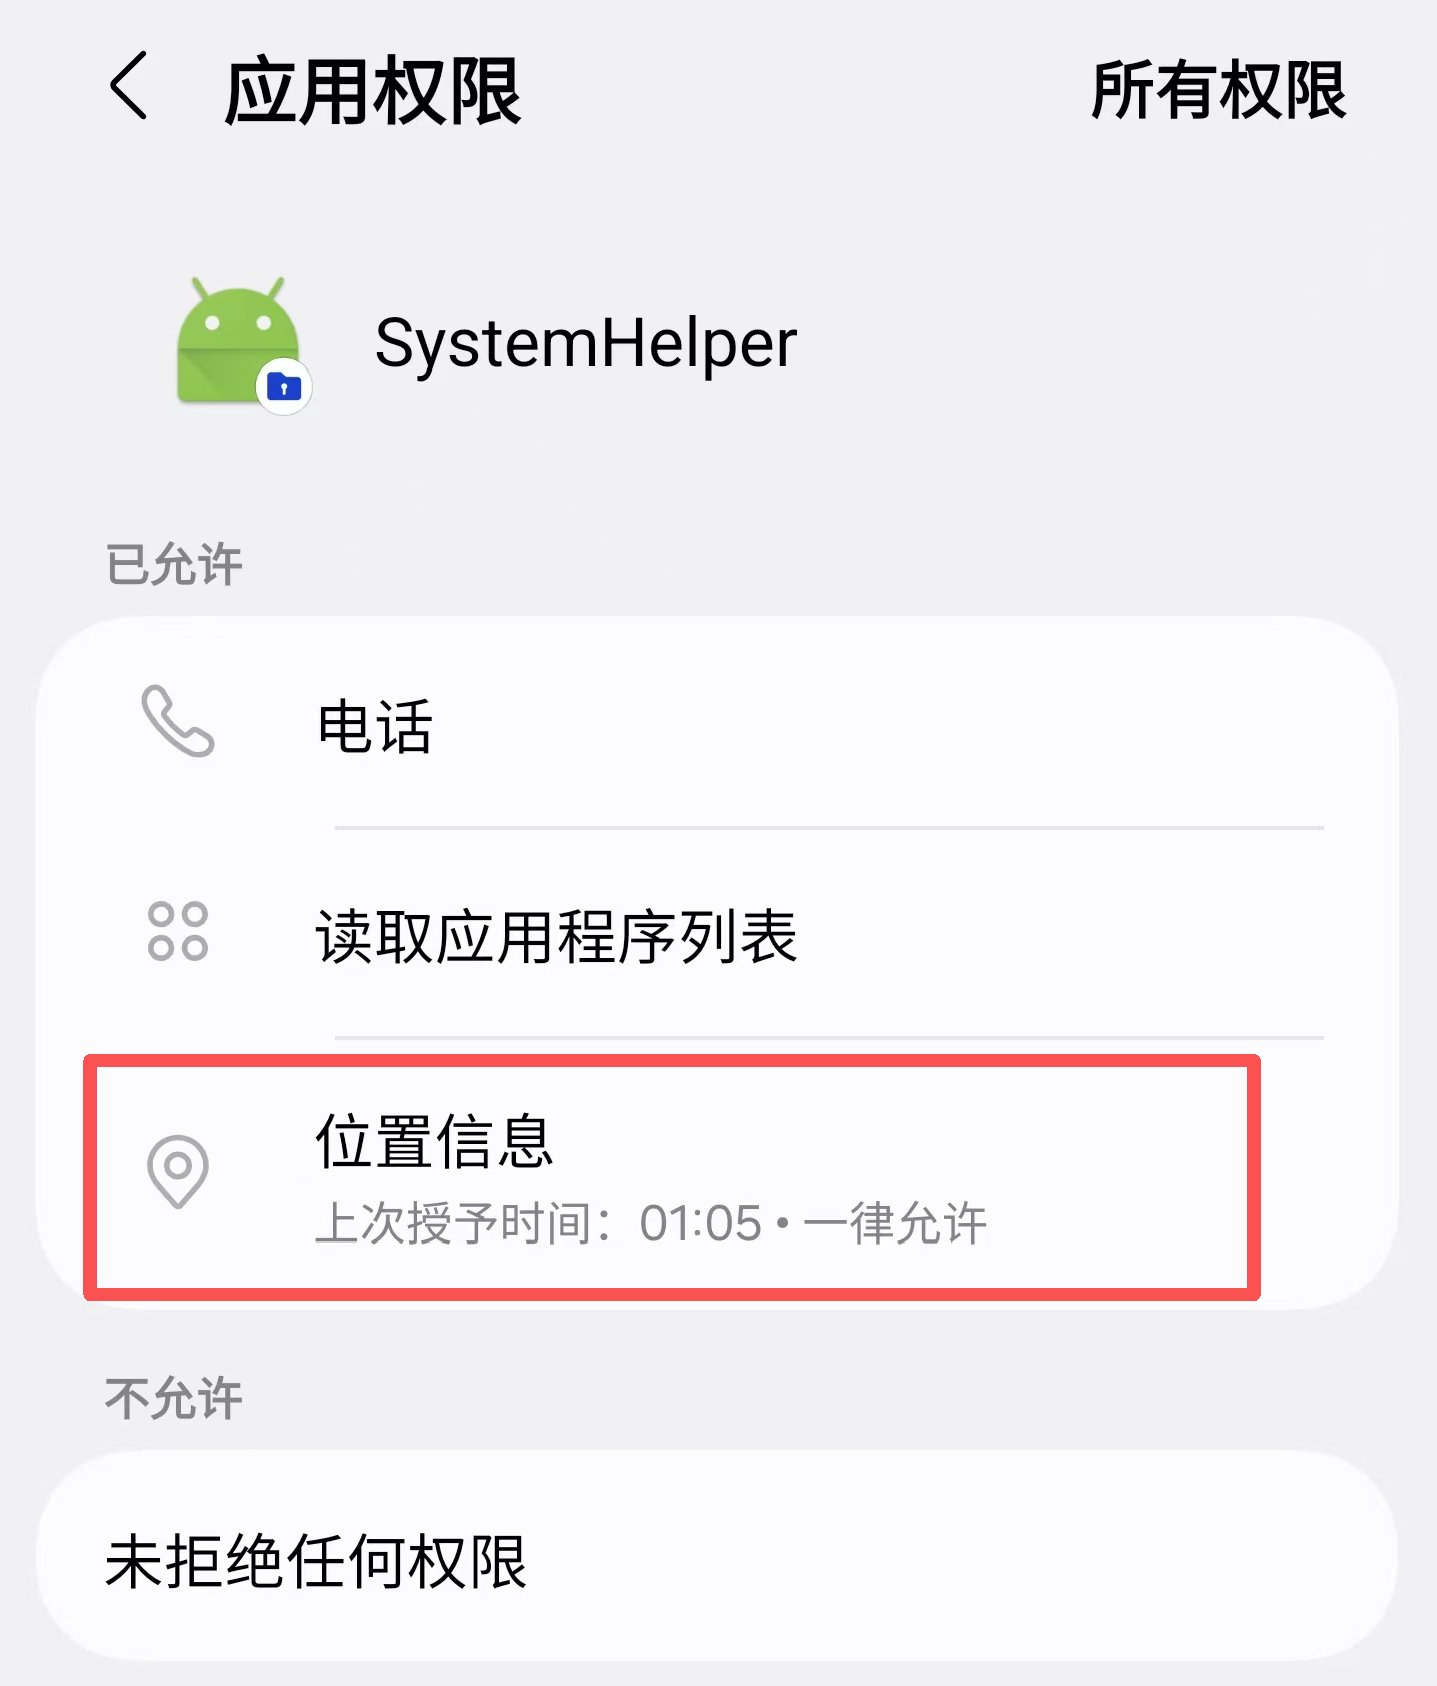 应用权限
所有权限
SystemHelper
已允许
电话
读取应用程序列表
位置信息
上次授予时间：01:05 • 一律允许
不允许
未拒绝任何权限